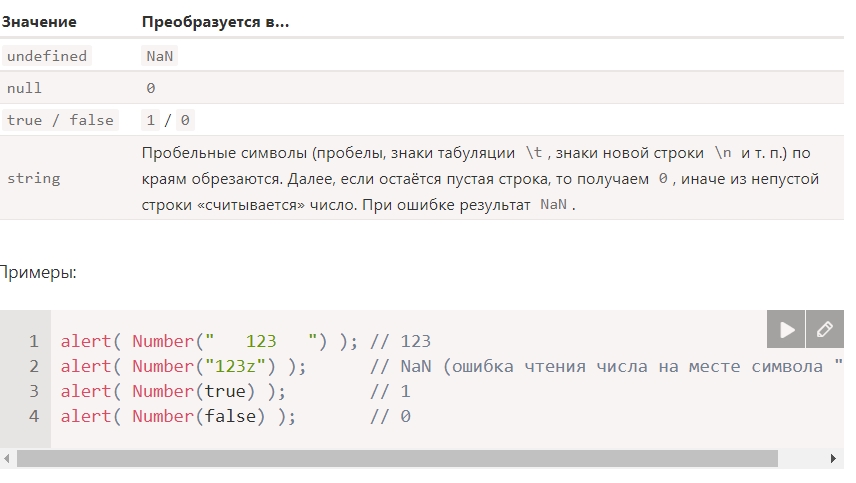 Значение Преобразуется в...
undefined NaN
null 0
true / false 1 / 0
Пробельные символы (пробелы, знаки табуляции \t , знаки новой строки \n и т. п.) по
string краям обрезаются. Далее, если остаётся пустая строка, то получаем 0 , иначе из непустой
строки «считывается» число. При ошибке результат NaN .
Примеры:
1 alert( Number("   123   ") ); // 123
2 alert( Number("123z") );      // NaN (ошибка чтения числа на месте символа "
3 alert( Number(true) );        // 1
4 alert( Number(false) );       // 0